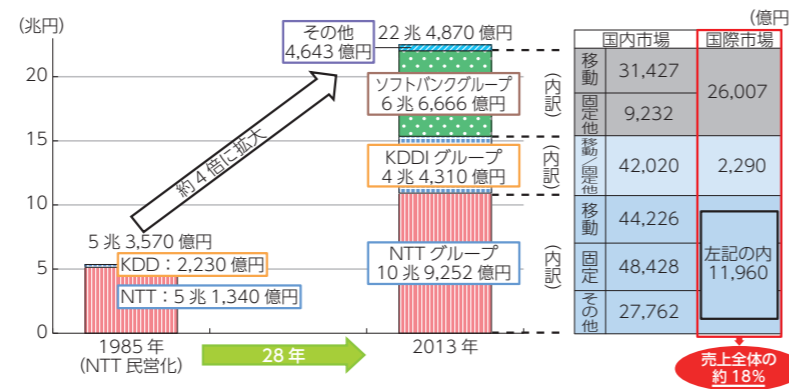 (兆円)
20
15
10
5
0
その他
4,643 億円
22 兆 4,870 億円
ソフトバンクグループ
6 兆 6,666 億円
KDDI グループ
4 兆 4,310 億円
NTT グループ
10 兆 9,252 億円
約 4 倍に拡大
5 兆 3,570 億円
KDD：2,230 億円
NTT：5 兆 1,340 億円
1985 年
(NTT 民営化)
28 年
2013 年
(内訳)
(内訳)
(内訳)
(億円)
国内市場 国際市場
移動 31,427 26,007
固定他 9,232
移動/固定他 42,020 2,290
移動 44,226
固定 48,428
その他 27,762
左記の内
11,960
売上全体の
約 18%